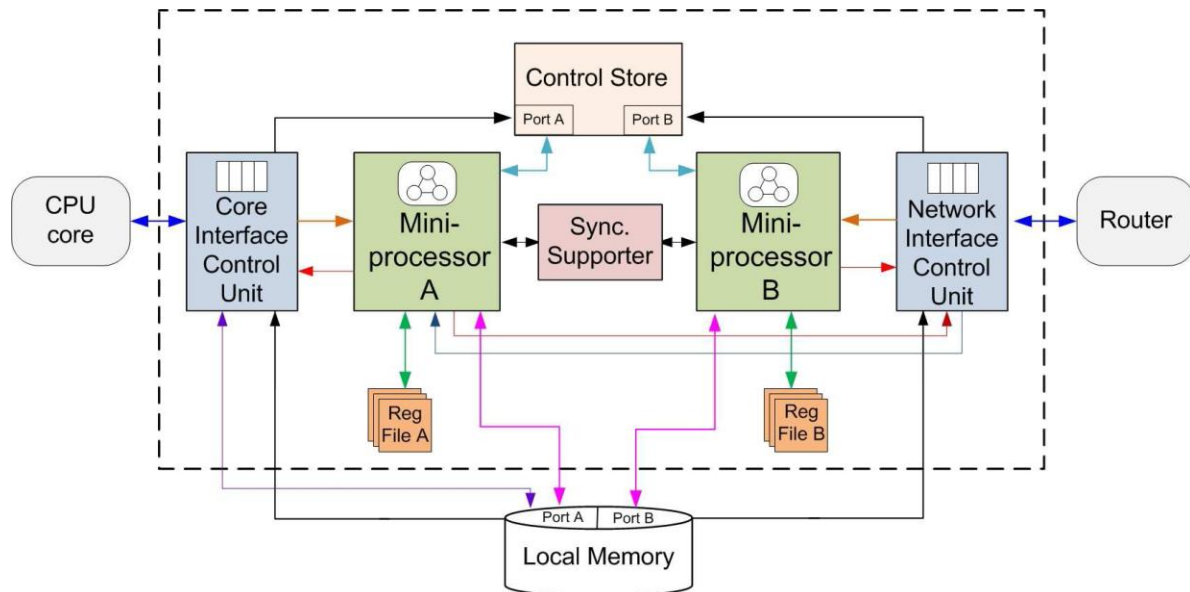 Control Store
Port A
Port B
CPU
core
Core
Interface
Control
Unit
Mini-
processor
A
Sync.
Supporter
Mini-
processor
B
Network
Interface
Control
Unit
Router
Reg
File A
Reg
File B
Port A
Port B
Local Memory